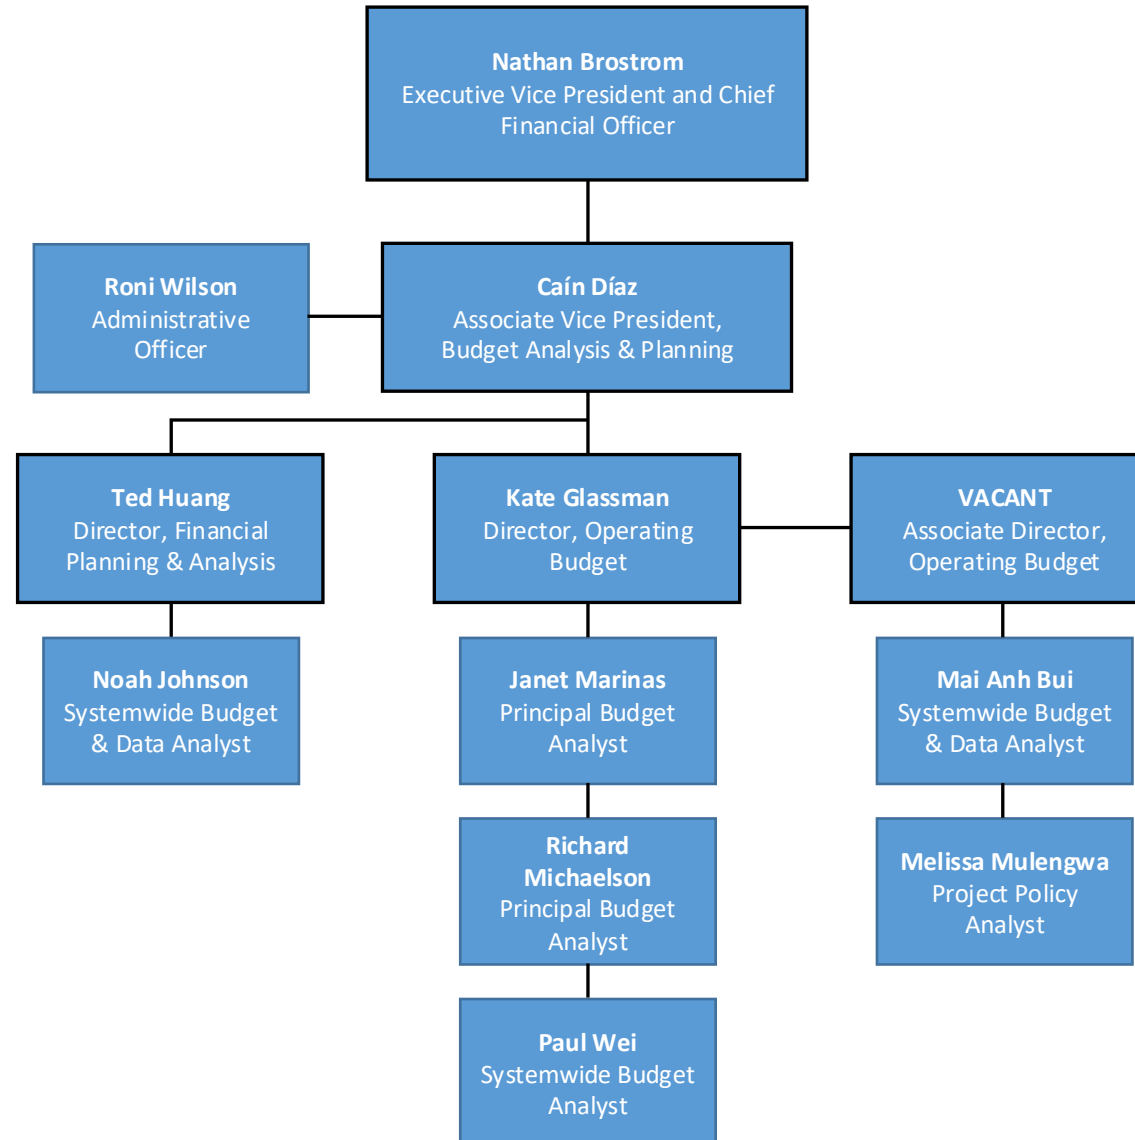 Nathan Brostrom
Executive Vice President and Chief
Financial Officer
Roni Wilson
Administrative
Officer
Caín Díaz
Associate Vice President,
Budget Analysis & Planning
Ted Huang
Director, Financial
Planning & Analysis
Kate Glassman
Director, Operating
Budget
VACANT
Associate Director,
Operating Budget
Noah Johnson
Systemwide Budget
& Data Analyst
Janet Marinas
Principal Budget
Analyst
Mai Anh Bui
Systemwide Budget
& Data Analyst
Richard
Michaelson
Principal Budget
Analyst
Melissa Mulengwa
Project Policy
Analyst
Paul Wei
Systemwide Budget
Analyst